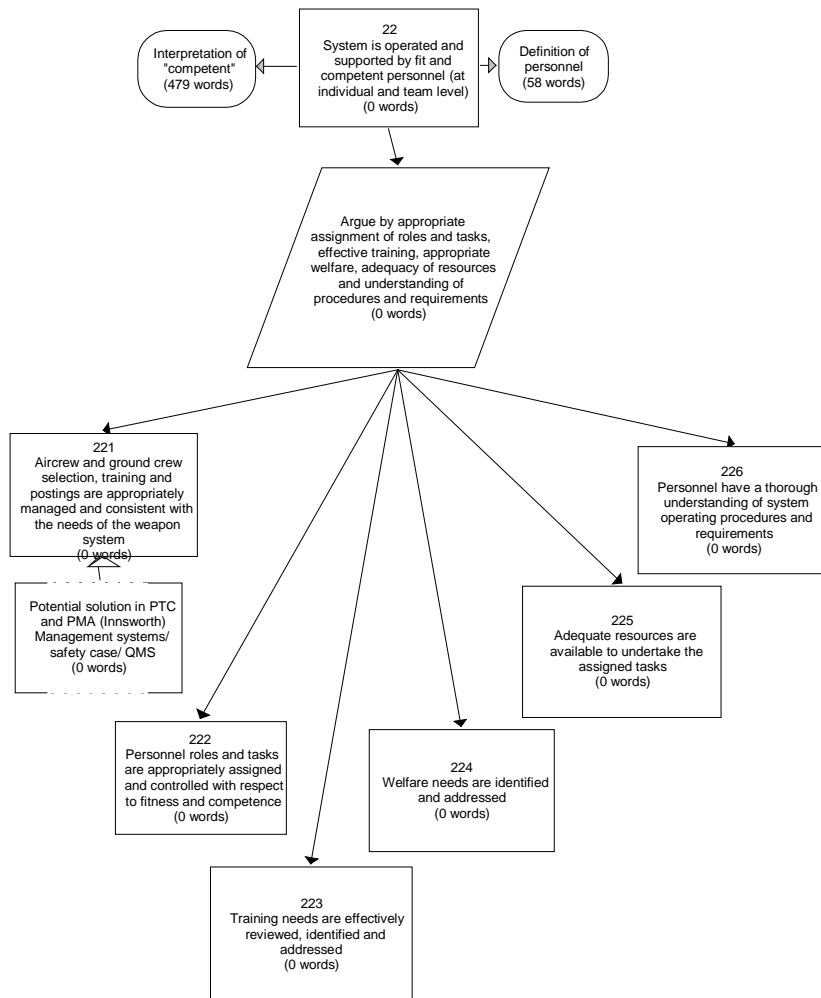 22
System is operated and
supported by fit and
competent personnel (at
individual and team level)
(0 words)
Interpretation of
"competent"
(479 words)
Definition of
personnel
(58 words)
Argue by appropriate
assignment of roles and tasks,
effective training, appropriate
welfare, adequacy of resources
and understanding of
procedures and requirements
(0 words)
221
Aircrew and ground crew
selection, training and
postings are appropriately
managed and consistent with
the needs of the weapon
system
(0 words)
Potential solution in PTC
and PMA (Innsworth)
Management systems/
safety case/ QMS
(0 words)
222
Personnel roles and tasks
are appropriately assigned
and controlled with respect
to fitness and competence
(0 words)
223
Training needs are effectively
reviewed, identified and
addressed
(0 words)
224
Welfare needs are identified
and addressed
(0 words)
225
Adequate resources are
available to undertake the
assigned tasks
(0 words)
226
Personnel have a thorough
understanding of system
operating procedures and
requirements
(0 words)